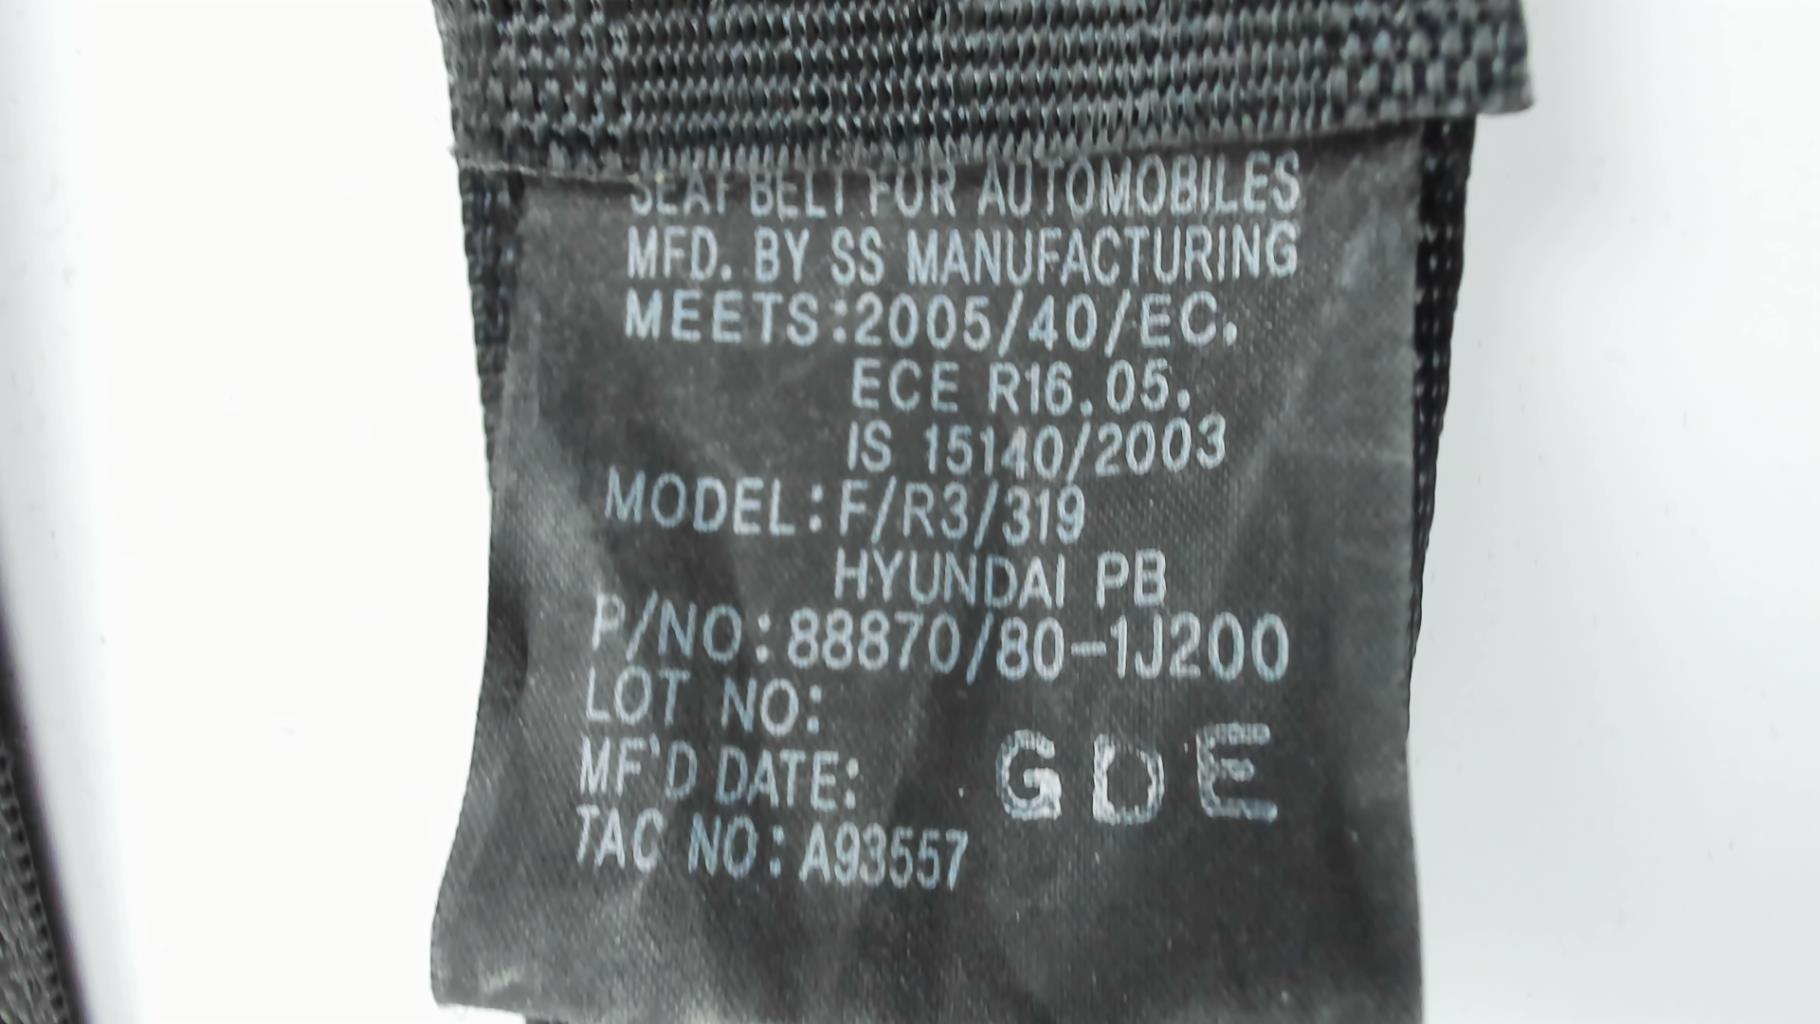 SEAT BELT FOR AUTOMOBILES
MFD. BY SS MANUFACTURING
MEETS:2005/40/EC.
ECE R16.05.
IS 15140/2003
MODEL:F/R3/319
HYUNDAI PB
P/NO:88870/80-1J200
LOT NO:
MF'D DATE: GDE
TAC NO:A93557